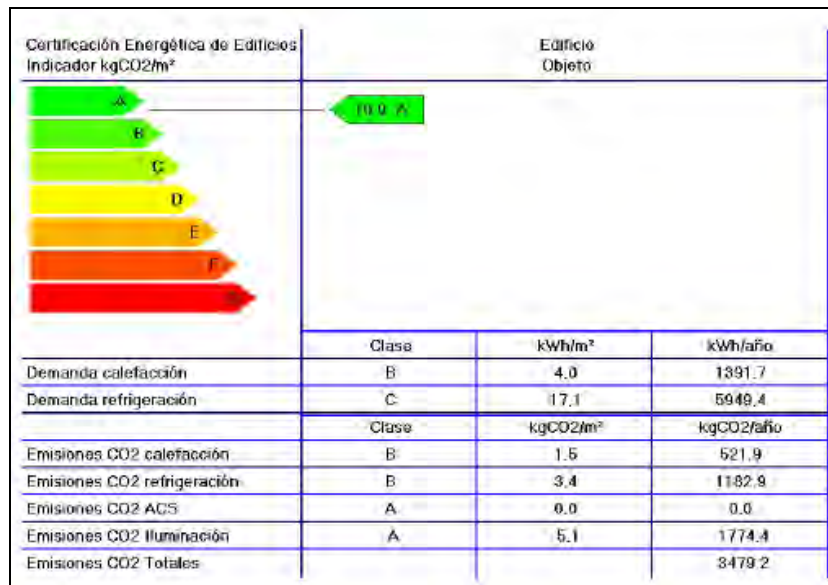 Certificación Energética de Edificios
Indicador kgCO2/m²
Edificio
Objeto
A
B
C
D
E
F
Clase kWh/m² kWh/año
Demanda calefacción B 4.0 1391.7
Demanda refrigeración C 17.1 5949.4
Clase kgCO2/m² kgCO2/año
Emisiones CO2 calefacción B 1.5 521.9
Emisiones CO2 refrigeración B 3.4 1182.9
Emisiones CO2 ACS A 0.0 0.0
Emisiones CO2 Iluminación A 5.1 1774.4
Emisiones CO2 Totales 3479.2